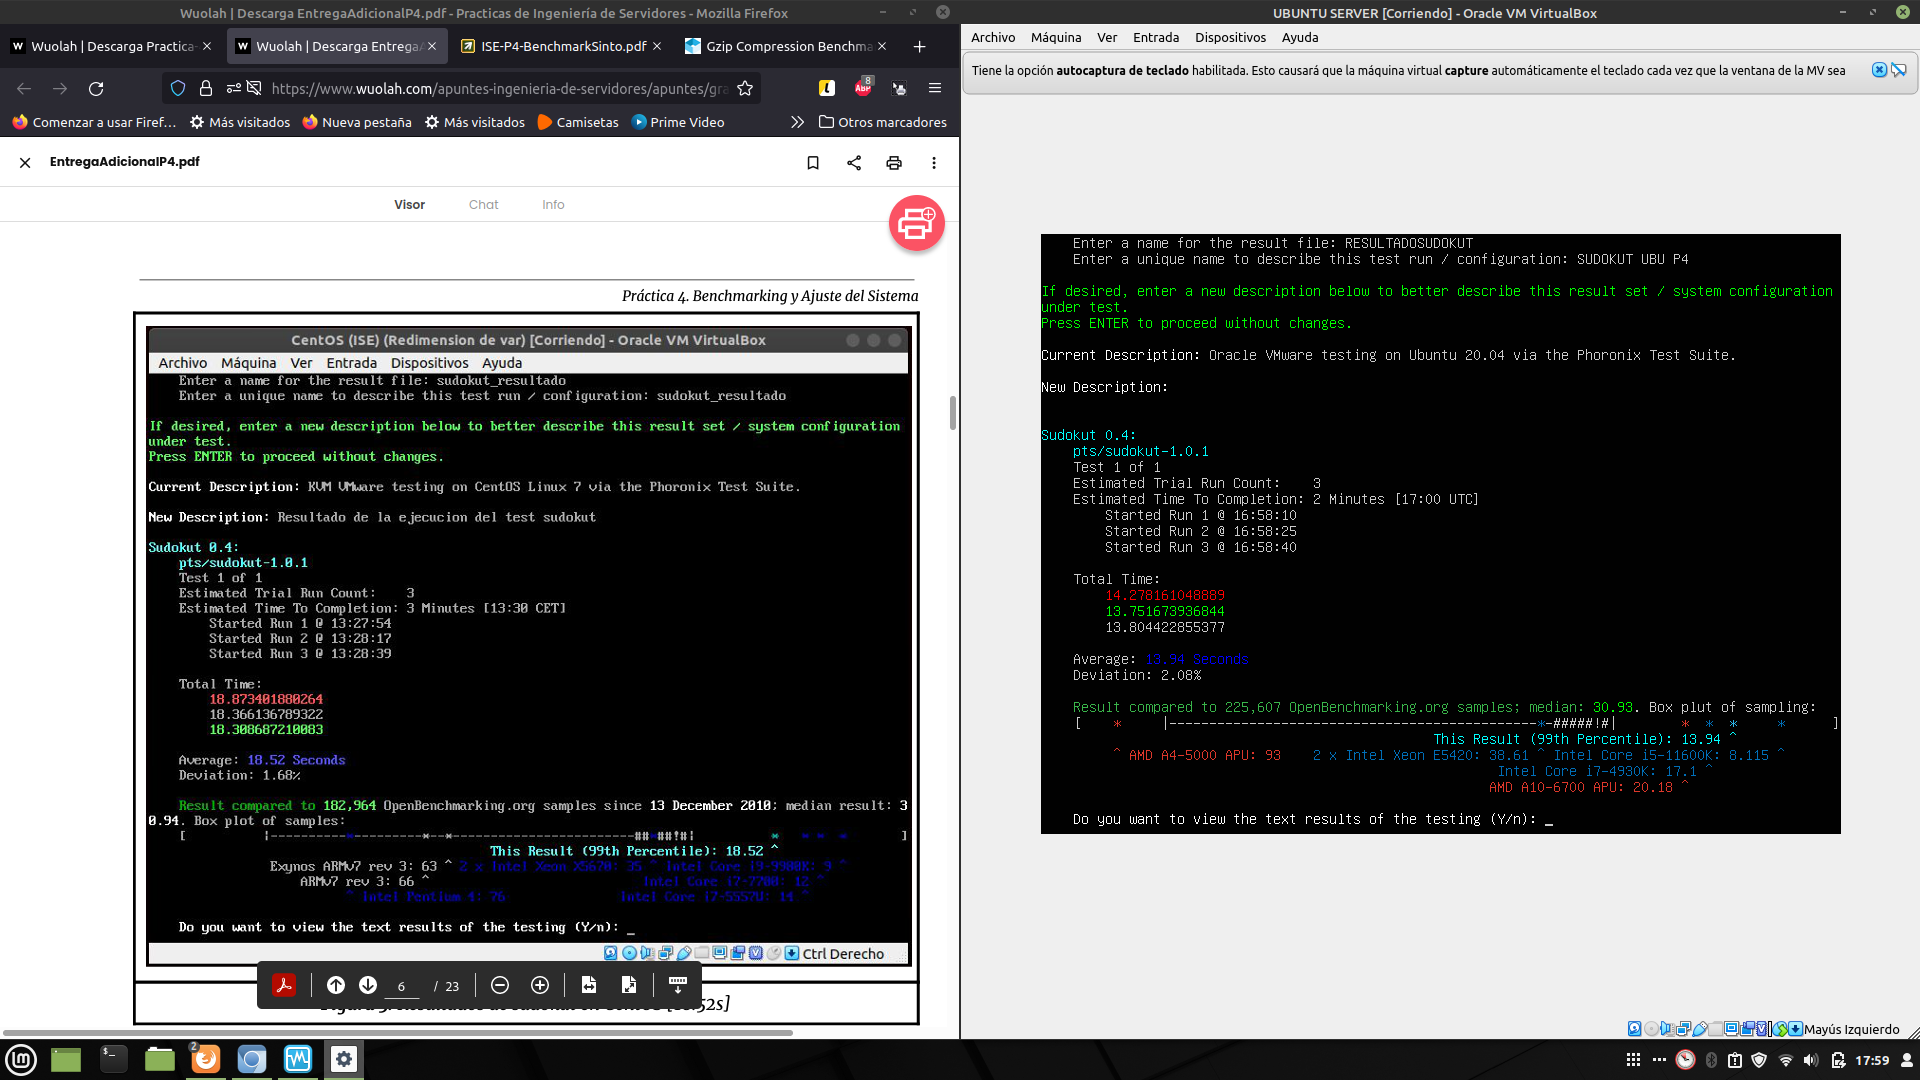 Wuolah | Descarga EntregaAdicionalP4.pdf - Practicas de Ingeniería de Servidores - Mozilla Firefox
Wuolah | Descarga Practica-
Wuolah | Descarga EntregaA
ISE-P4-BenchmarkSinto.pdf
Gzip Compression Benchma
https://www.wuolah.com/apuntes-ingenieria-de-servidores/apuntes/gra
ABP
8
Comenzar a usar Firef...
Más visitados
Nueva pestaña
Más visitados
Camisetas
Prime Video
Otros marcadores
EntregaAdicionalP4.pdf
Visor
Chat
Info
Práctica 4. Benchmarking y Ajuste del Sistema
CentOS (ISE) (Redimension de var) [Corriendo] - Oracle VM VirtualBox
Archivo Máquina Ver Entrada Dispositivos Ayuda
Enter a name for the result file: sudokut_resultado
Enter a unique name to describe this test run / configuration: sudokut_resultado
If desired, enter a new description below to better describe this result set / system configuration
under test.
Press ENTER to proceed without changes.
Current Description: KVM VMware testing on CentOS Linux 7 via the Phoronix Test Suite.
New Description: Resultado de la ejecucion del test sudokut
Sudokut 0.4:
pts/sudokut-1.0.1
Test 1 of 1
Estimated Trial Run Count:    3
Estimated Time To Completion: 3 Minutes [13:30 CET]
Started Run 1 @ 13:27:54
Started Run 2 @ 13:28:17
Started Run 3 @ 13:28:39
Total Time:
18.873401880264
18.366136789322
18.308687210083
Average: 18.52 Seconds
Deviation: 1.68%
Result compared to 182,964 OpenBenchmarking.org samples since 13 December 2010; median result: 3
0.94. Box plot of samples:
[ |----------*---------*--*------------------------##*##!#| * * * * ]
This Result (99th Percentile): 18.52 ^
Exynos ARMv7 rev 3: 63 ^ 2 x Intel Xeon X5670: 35 ^ Intel Core i9-9900K: 9 ^
ARMv7 rev 3: 66 ^ Intel Core i7-7700: 12 ^
^ Intel Pentium 4: 76 Intel Core i7-5557U: 14 ^
Do you want to view the text results of the testing (Y/n): _
Ctrl Derecho
6 / 23
UBUNTU SERVER [Corriendo] - Oracle VM VirtualBox
Archivo Máquina Ver Entrada Dispositivos Ayuda
Tiene la opción autocaptura de teclado habilitada. Esto causará que la máquina virtual capture automáticamente el teclado cada vez que la ventana de la MV sea
Enter a name for the result file: RESULTADOSUDOKUT
Enter a unique name to describe this test run / configuration: SUDOKUT UBU P4
If desired, enter a new description below to better describe this result set / system configuration
under test.
Press ENTER to proceed without changes.
Current Description: Oracle VMware testing on Ubuntu 20.04 via the Phoronix Test Suite.
New Description:
Sudokut 0.4:
pts/sudokut-1.0.1
Test 1 of 1
Estimated Trial Run Count:    3
Estimated Time To Completion: 2 Minutes [17:00 UTC]
Started Run 1 @ 16:58:10
Started Run 2 @ 16:58:25
Started Run 3 @ 16:58:40
Total Time:
14.278161048889
13.751673936844
13.804422855377
Average: 13.94 Seconds
Deviation: 2.08%
Result compared to 225,607 OpenBenchmarking.org samples; median: 30.93. Box plut of sampling:
[ * |----------------------------------------------*-#####!#| * * * * ]
This Result (99th Percentile): 13.94 ^
^ AMD A4-5000 APU: 93 2 x Intel Xeon E5420: 38.61 ^ Intel Core i5-11600K: 8.115 ^
Intel Core i7-4930K: 17.1 ^
AMD A10-6700 APU: 20.18 ^
Do you want to view the text results of the testing (Y/n): _
Mayús Izquierdo
2
17:59